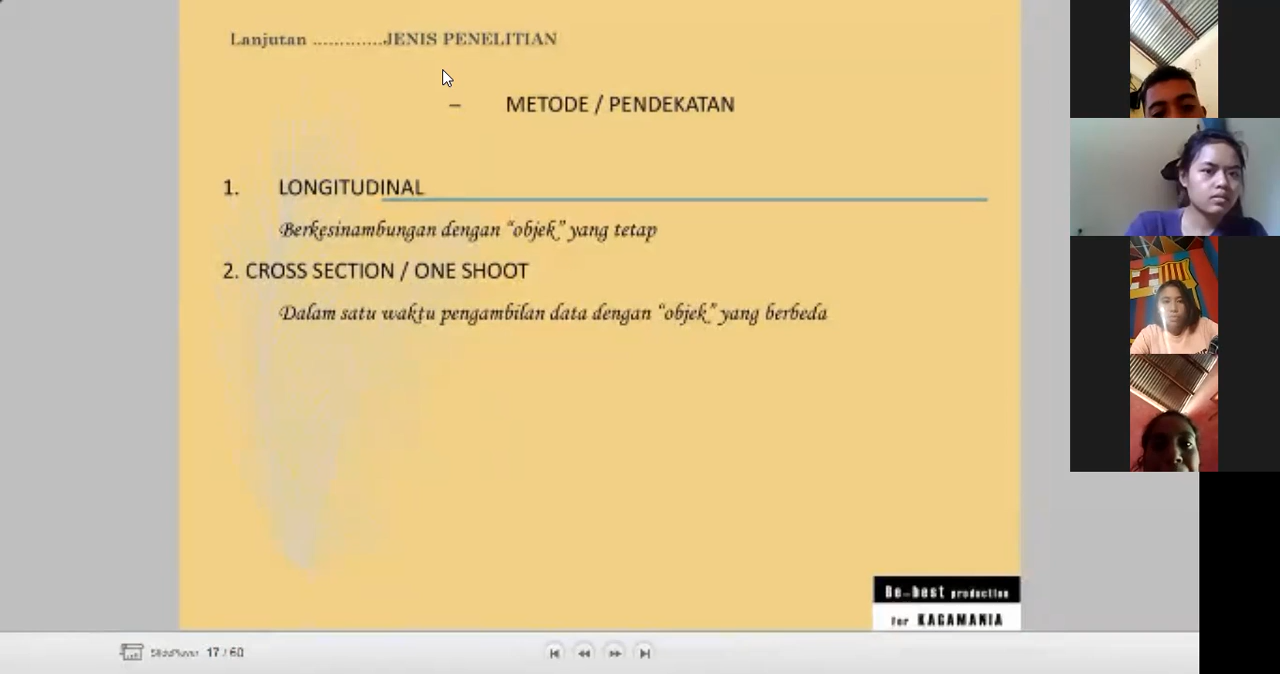 Lanjutan .............JENIS PENELITIAN
– METODE / PENDEKATAN
1. LONGITUDINAL
Berkesinambungan dengan “objek” yang tetap
2. CROSS SECTION / ONE SHOOT
Dalam satu waktu pengambilan data dengan “objek” yang berbeda
Be-best production
for KAGAMANIA
SlidePlayer 17 / 60